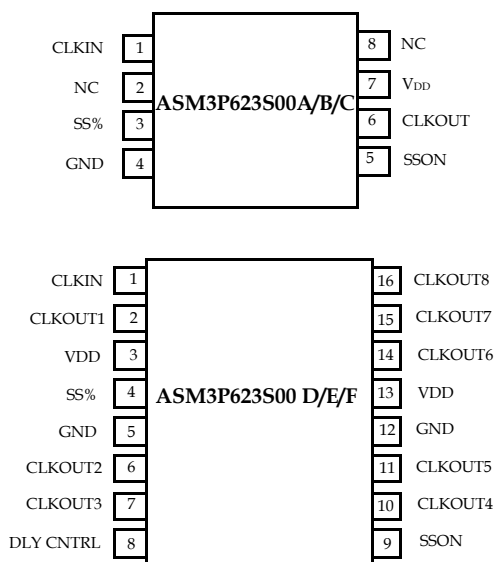 CLKIN 1 8 NC
NC 2 ASM3P623S00A/B/C 7 VDD
SS% 3 6 CLKOUT
GND 4 5 SSON
CLKIN 1 16 CLKOUT8
CLKOUT1 2 15 CLKOUT7
VDD 3 14 CLKOUT6
SS% 4 ASM3P623S00 D/E/F 13 VDD
GND 5 12 GND
CLKOUT2 6 11 CLKOUT5
CLKOUT3 7 10 CLKOUT4
DLY CNTRL 8 9 SSON